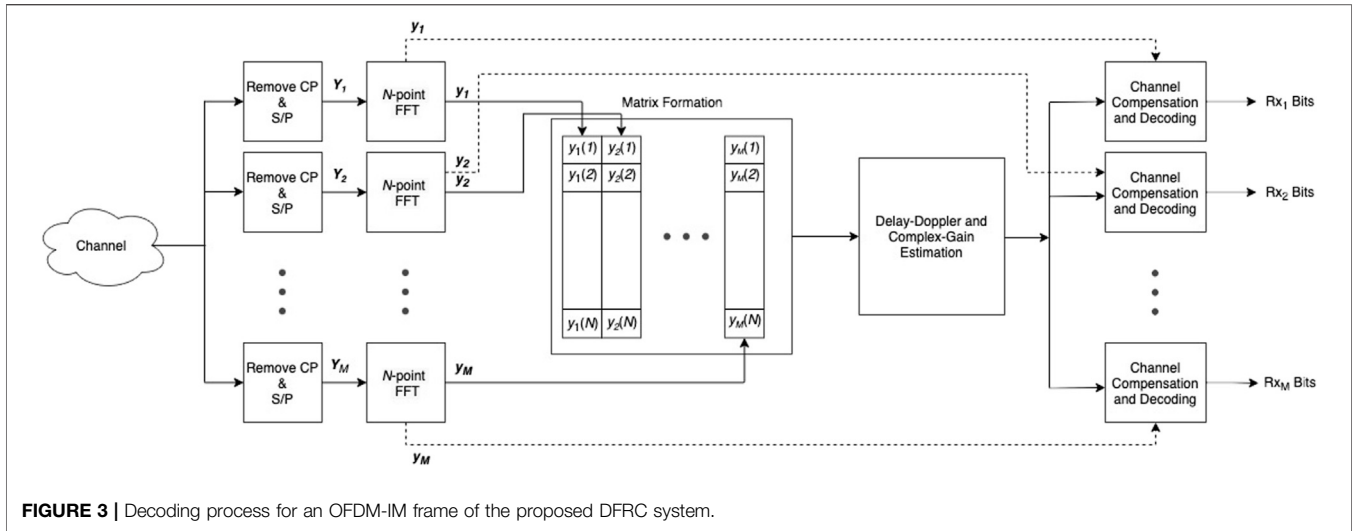 y1
Remove CP
&
S/P
Y1
N-point
FFT
y1
Matrix Formation
Channel
Compensation
and Decoding
Rx1 Bits
Remove CP
&
S/P
Y2
N-point
FFT
y2
y2
y1(1) y2(1) yM(1)
y1(2) y2(2) yM(2)
y1(N) y2(N) yM(N)
Channel
Delay-Doppler and
Complex-Gain
Estimation
Channel
Compensation
and Decoding
Rx2 Bits
Remove CP
&
S/P
YM
N-point
FFT
yM
yM
Channel
Compensation
and Decoding
RxM Bits
FIGURE 3 | Decoding process for an OFDM-IM frame of the proposed DFRC system.